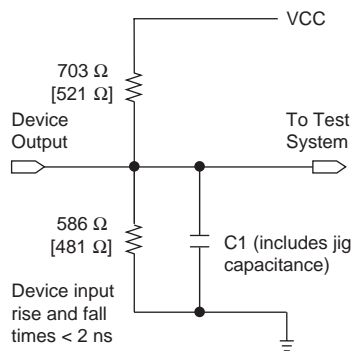 VCC
703 Ω
[521 Ω]
Device
Output
To Test
System
586 Ω
[481 Ω]
C1 (includes jig
capacitance)
Device input
rise and fall
times < 2 ns